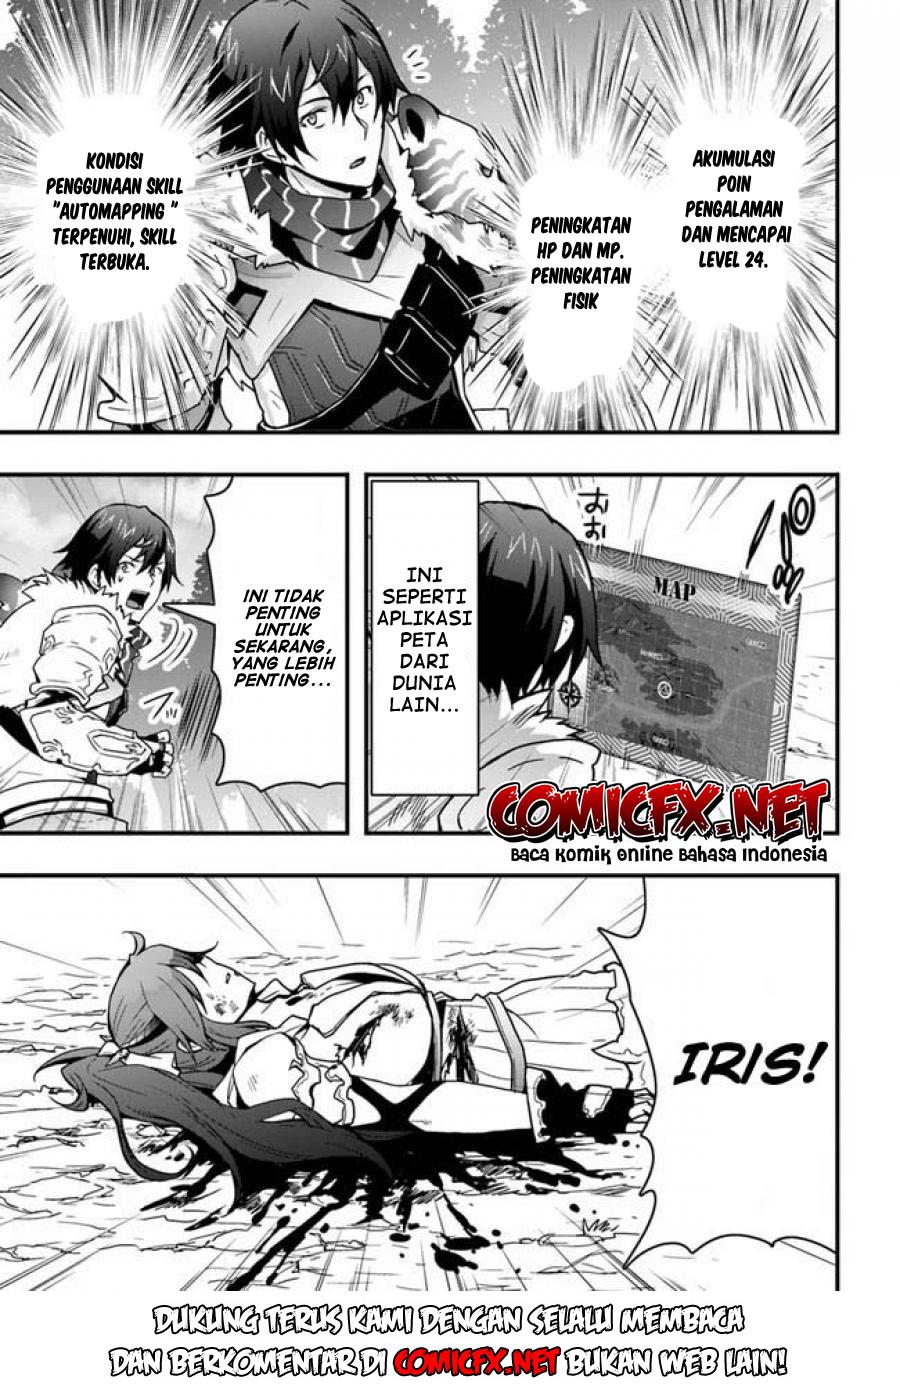 AKUMULASI
POIN
PENGALAMAN
DAN MENCAPAI
LEVEL 24.
PENINGKATAN
HP DAN MP.
PENINGKATAN
FISIK
KONDISI
PENGGUNAAN SKILL
"AUTOMAPPING "
TERPENUHI, SKILL
TERBUKA.
おお
MAP
INI
SEPERTI
APLIKASI
PETA
DARI
DUNIA
LAIN...
INI TIDAK
PENTING
UNTUK
SEKARANG,
YANG LEBIH
PENTING...
COMICFX.NET
Baca Komik Online Bahasa Indonesia
IRIS!
DUKUNG TERUS KAMI DENGAN SELALU MEMBACA
DAN BERKOMENTAR DI COMICFX.NET BUKAN WEB LAIN!